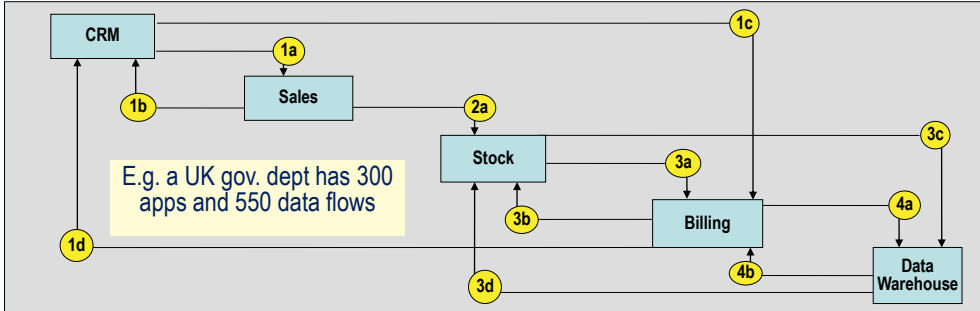 CRM
1c
1a
Sales
1b
2a
Stock
3c
3a
E.g. a UK gov. dept has 300
apps and 550 data flows
3b
Billing
4a
1d
4b
Data
Warehouse
3d